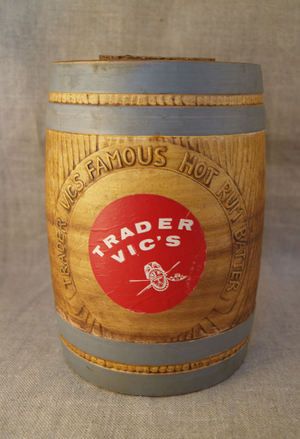 TRADER VIC'S FAMOUS HOT RUM BATTER
TRADER
VIC'S